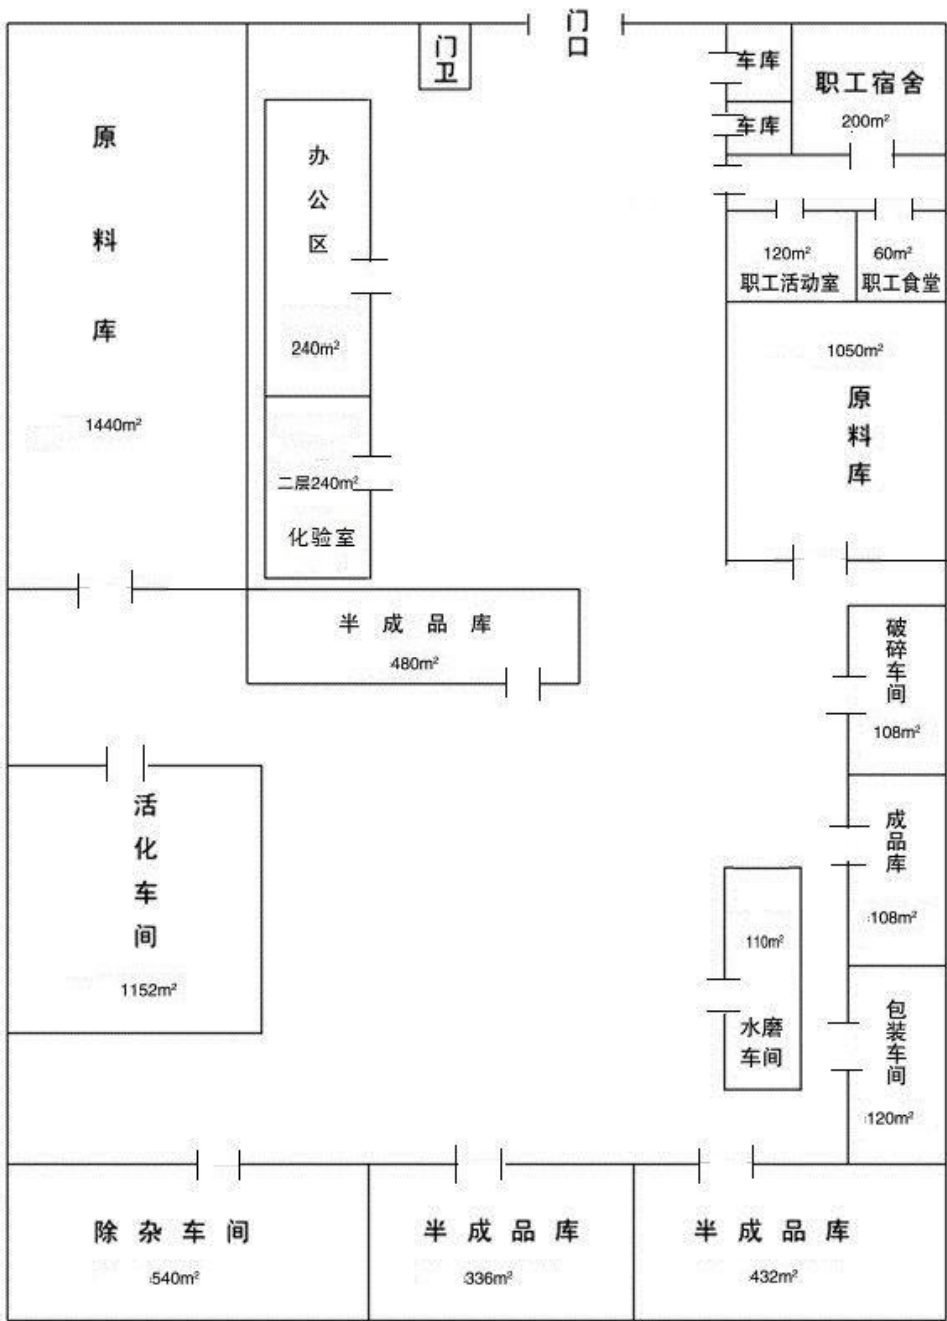 门口
门卫
车库
职工宿舍
200m²
车库
原料库
1440m²
办公区
240m²
二层240m²
化验室
120m²
职工活动室
60m²
职工食堂
1050m²
原料库
半成品库
480m²
破碎车间
108m²
活化车间
1152m²
成品库
108m²
110m²
水磨
车间
包装车间
120m²
除杂车间
540m²
半成品库
336m²
半成品库
432m²